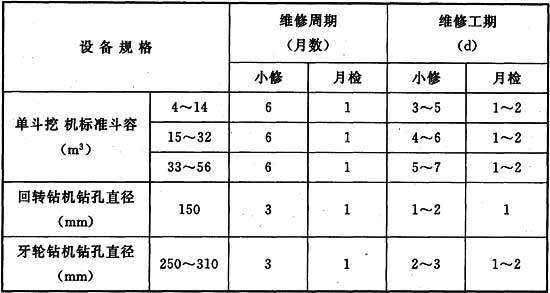 设备规格 维修周期（月数） 维修工期（d）
小修 月检 小修 月检
单斗挖 机标准斗容（m³） 4～14 6 1 3～5 1～2
15～32 6 1 4～6 1～2
33～56 6 1 5～7 1～2
回转钻机钻孔直径（mm） 150 3 1 1～2 1
牙轮钻机钻孔直径（mm） 250～310 3 1 2～3 1～2